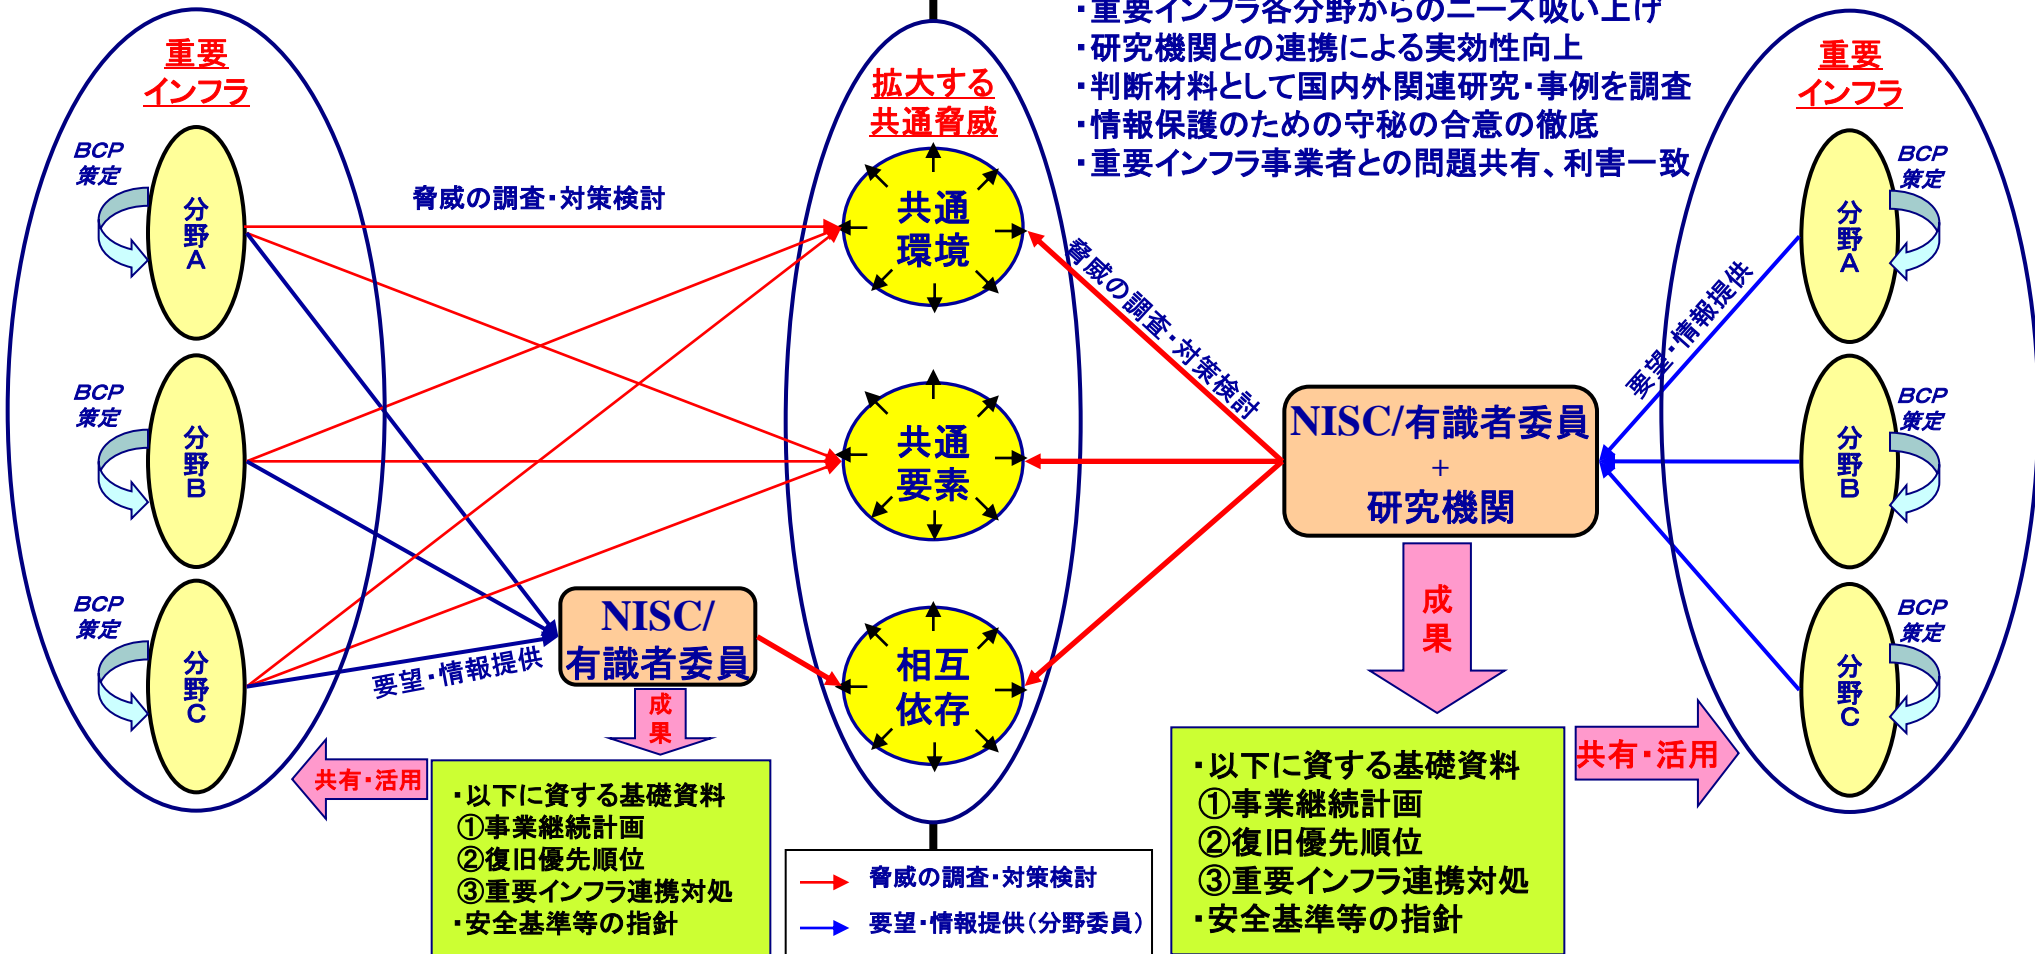 ・重要インフラ各分野からのニーズ吸い上げ
・研究機関との連携による実効性向上
・判断材料として国内外関連研究・事例を調査
・情報保護のための守秘の合意の徹底
・重要インフラ事業者との問題共有、利害一致
重要
インフラ
BCP
策定
分野A
BCP
策定
分野B
BCP
策定
分野C
脅威の調査・対策検討
要望・情報提供
NISC/
有識者委員
成果
共有・活用
・以下に資する基礎資料
①事業継続計画
②復旧優先順位
③重要インフラ連携対処
・安全基準等の指針
拡大する
共通脅威
共通
環境
共通
要素
相互
依存
脅威の調査・対策検討
要望・情報提供(分野委員)
脅威の調査・対策検討
NISC/有識者委員
+
研究機関
成果
要望・情報提供
・以下に資する基礎資料
①事業継続計画
②復旧優先順位
③重要インフラ連携対処
・安全基準等の指針
共有・活用
重要
インフラ
分野A
BCP
策定
分野B
BCP
策定
分野C
BCP
策定